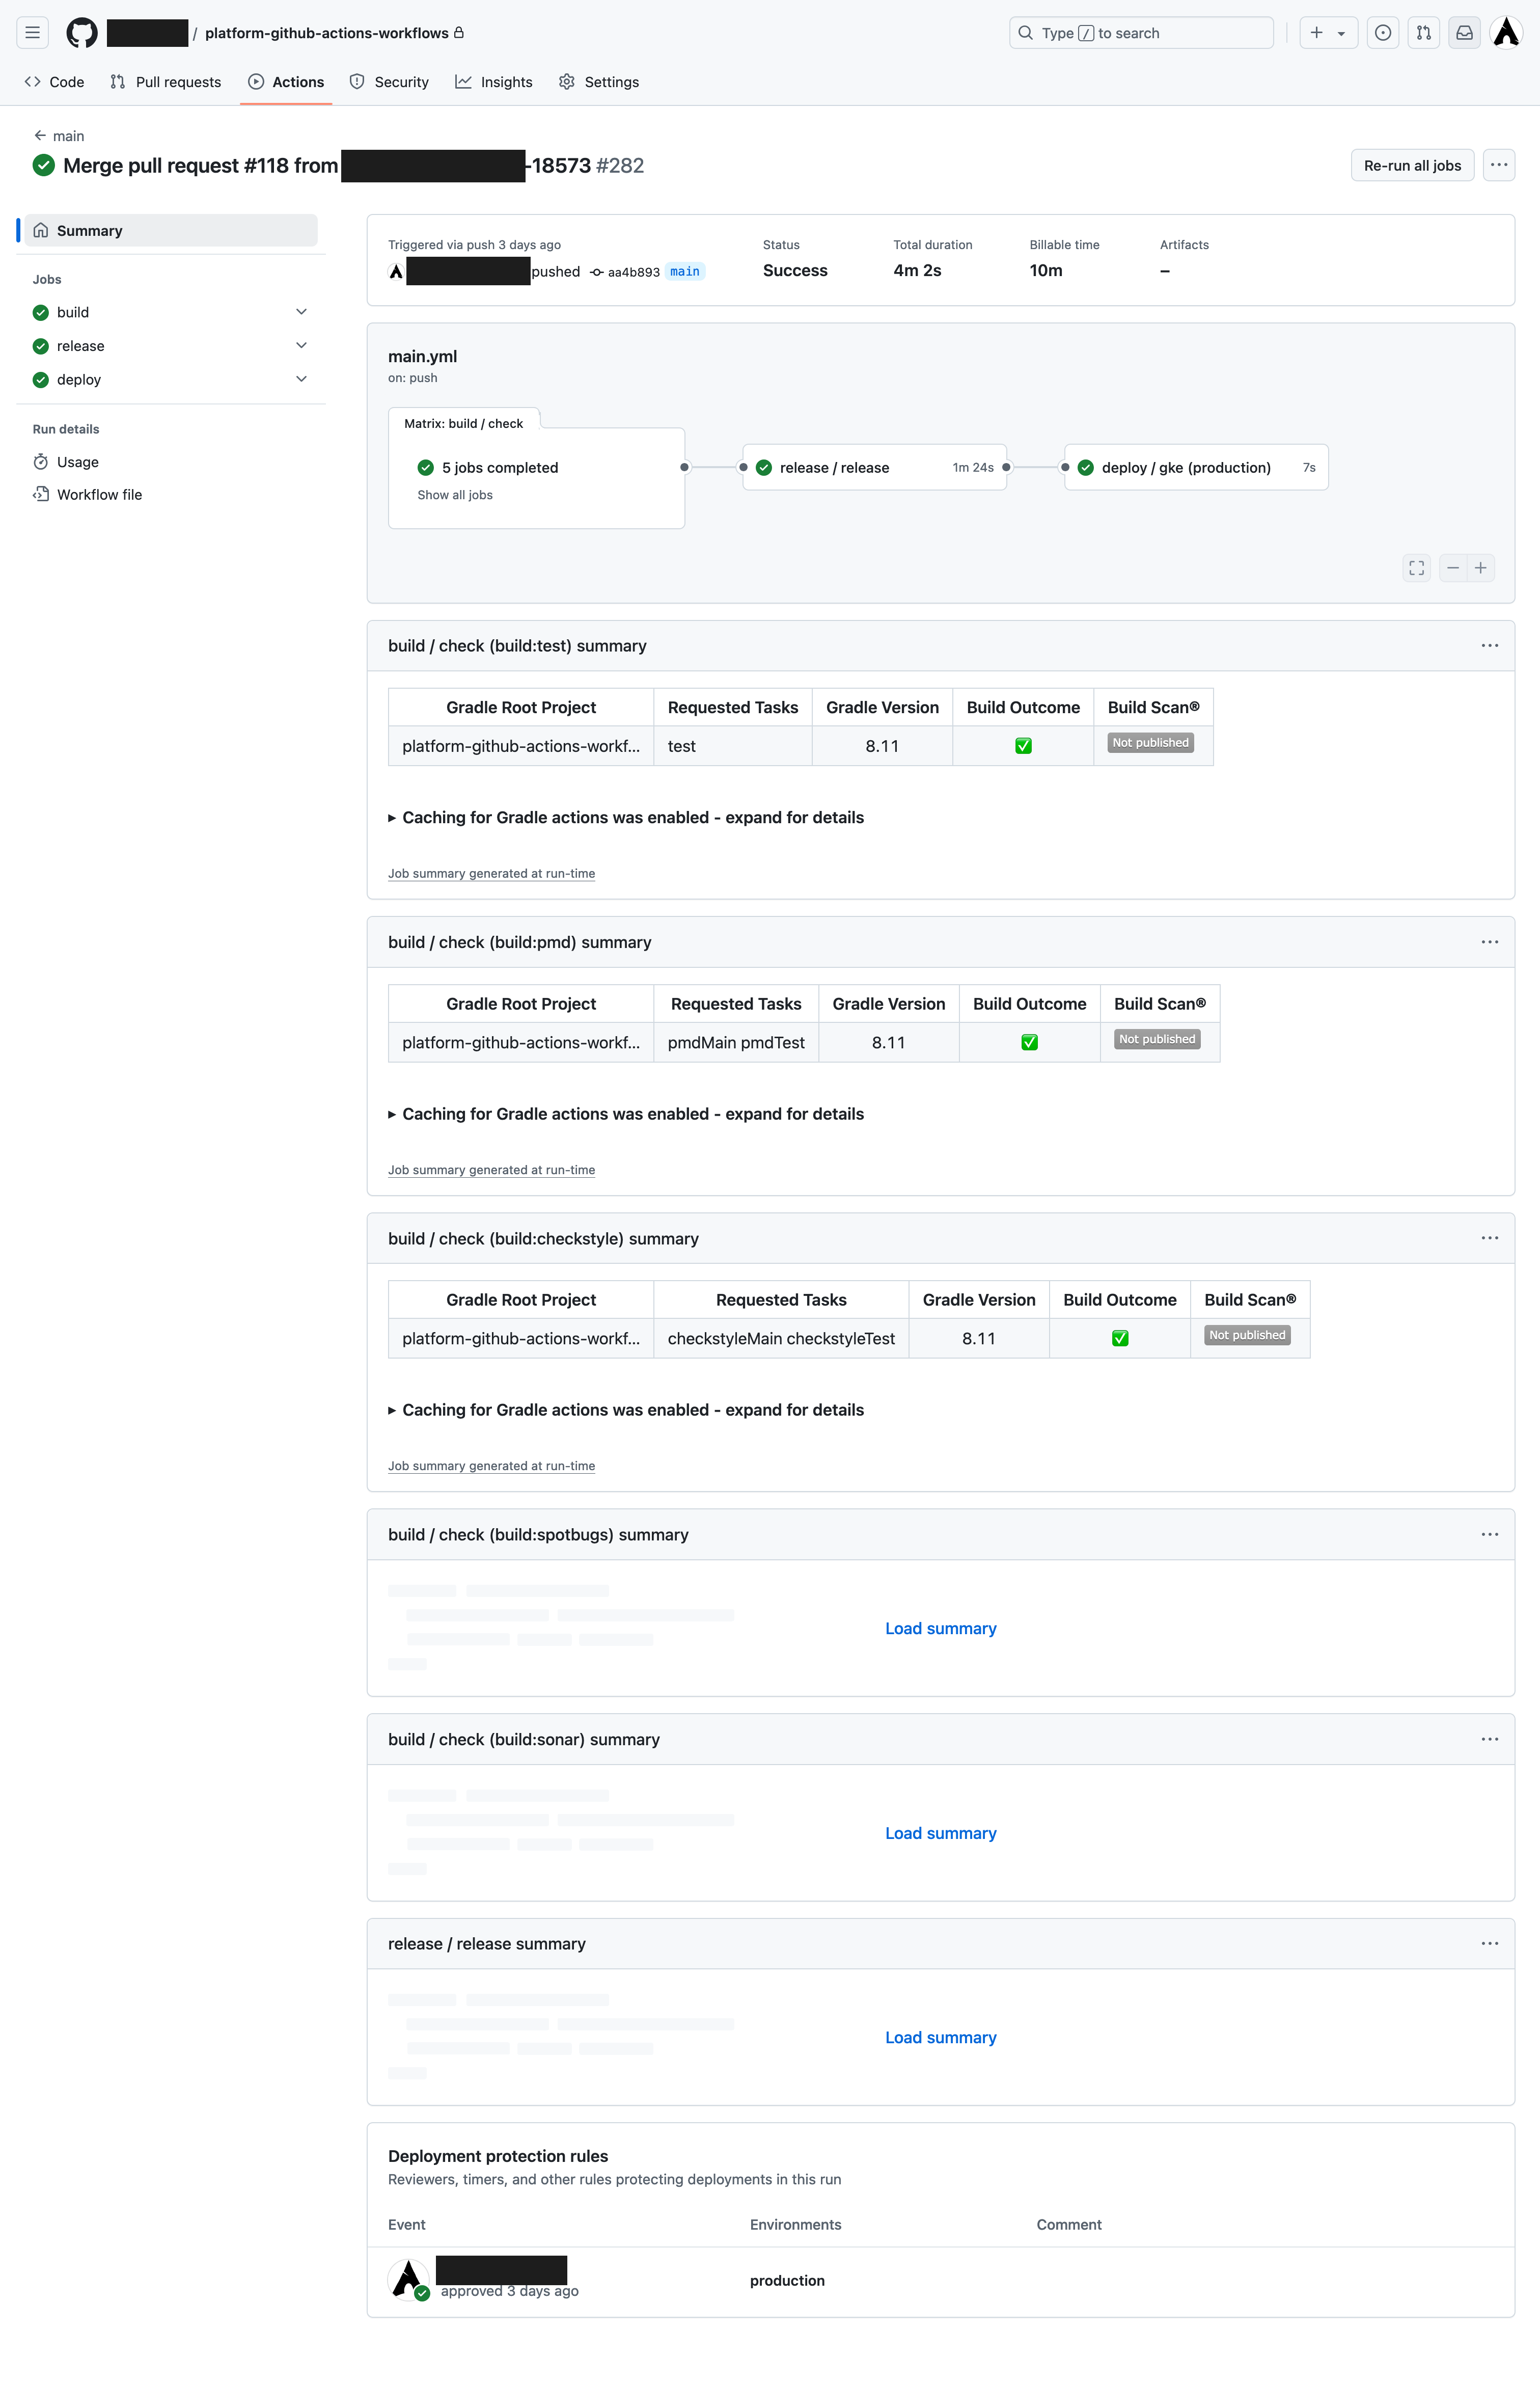 / platform-github-actions-workflows
Type / to search
Code
Pull requests
Actions
Security
Insights
Settings
main
Merge pull request #118 from -18573 #282
Re-run all jobs
Summary
Jobs
build
release
deploy
Run details
Usage
Workflow file
Triggered via push 3 days ago
pushed aa4b893 main
Status
Success
Total duration
4m 2s
Billable time
10m
Artifacts
–
main.yml
on: push
Matrix: build / check
5 jobs completed
Show all jobs
release / release 1m 24s
deploy / gke (production) 7s
build / check (build:test) summary
Gradle Root Project Requested Tasks Gradle Version Build Outcome Build Scan®
platform-github-actions-workf... test 8.11 ✅ Not published
Caching for Gradle actions was enabled - expand for details
Job summary generated at run-time
build / check (build:pmd) summary
Gradle Root Project Requested Tasks Gradle Version Build Outcome Build Scan®
platform-github-actions-workf... pmdMain pmdTest 8.11 ✅ Not published
Caching for Gradle actions was enabled - expand for details
Job summary generated at run-time
build / check (build:checkstyle) summary
Gradle Root Project Requested Tasks Gradle Version Build Outcome Build Scan®
platform-github-actions-workf... checkstyleMain checkstyleTest 8.11 ✅ Not published
Caching for Gradle actions was enabled - expand for details
Job summary generated at run-time
build / check (build:spotbugs) summary
Load summary
build / check (build:sonar) summary
Load summary
release / release summary
Load summary
Deployment protection rules
Reviewers, timers, and other rules protecting deployments in this run
Event Environments Comment
approved 3 days ago
production